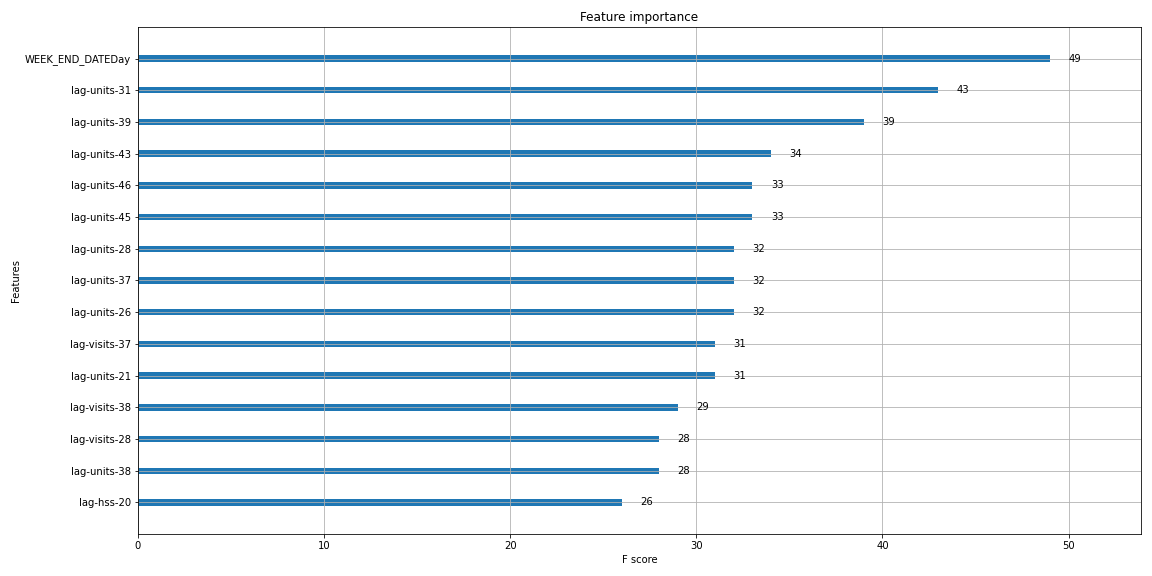 Feature importance
Features
WEEK_END_DATEDay 49
lag-units-31 43
lag-units-39 39
lag-units-43 34
lag-units-46 33
lag-units-45 33
lag-units-28 32
lag-units-37 32
lag-units-26 32
lag-visits-37 31
lag-units-21 31
lag-visits-38 29
lag-visits-28 28
lag-units-38 28
lag-hss-20 26
0 10 20 30 40 50
F score